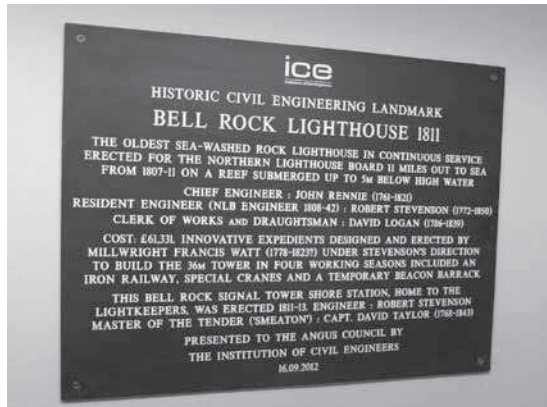 ice
HISTORIC CIVIL ENGINEERING LANDMARK
BELL ROCK LIGHTHOUSE 1811
THE OLDEST SEA-WASHED ROCK LIGHTHOUSE IN CONTINUOUS SERVICE
ERECTED FOR THE NORTHERN LIGHTHOUSE BOARD 11 MILES OUT TO SEA
FROM 1807-11 ON A REEF SUBMERGED UP TO 5M BELOW HIGH WATER
CHIEF ENGINEER : JOHN RENNIE (1761-1821)
RESIDENT ENGINEER (NLB ENGINEER 1808-42) : ROBERT STEVENSON (1772-1850)
CLERK OF WORKS AND DRAUGHTSMAN : DAVID LOGAN (1786-1839)
COST: £61,331. INNOVATIVE EXPEDIENTS DESIGNED AND ERECTED BY
MILLWRIGHT FRANCIS WATT (1778-1823?) UNDER STEVENSON'S DIRECTION
TO BUILD THE 36M TOWER IN FOUR WORKING SEASONS INCLUDED AN
IRON RAILWAY, SPECIAL CRANES AND A TEMPORARY BEACON BARRACK
THIS BELL ROCK SIGNAL TOWER SHORE STATION, HOME TO THE
LIGHTKEEPERS, WAS ERECTED 1811-13. ENGINEER : ROBERT STEVENSON
MASTER OF THE TENDER ('SMEATON') : CAPT. DAVID TAYLOR (1768-1843)
PRESENTED TO THE ANGUS COUNCIL BY
THE INSTITUTION OF CIVIL ENGINEERS
16.09.2012